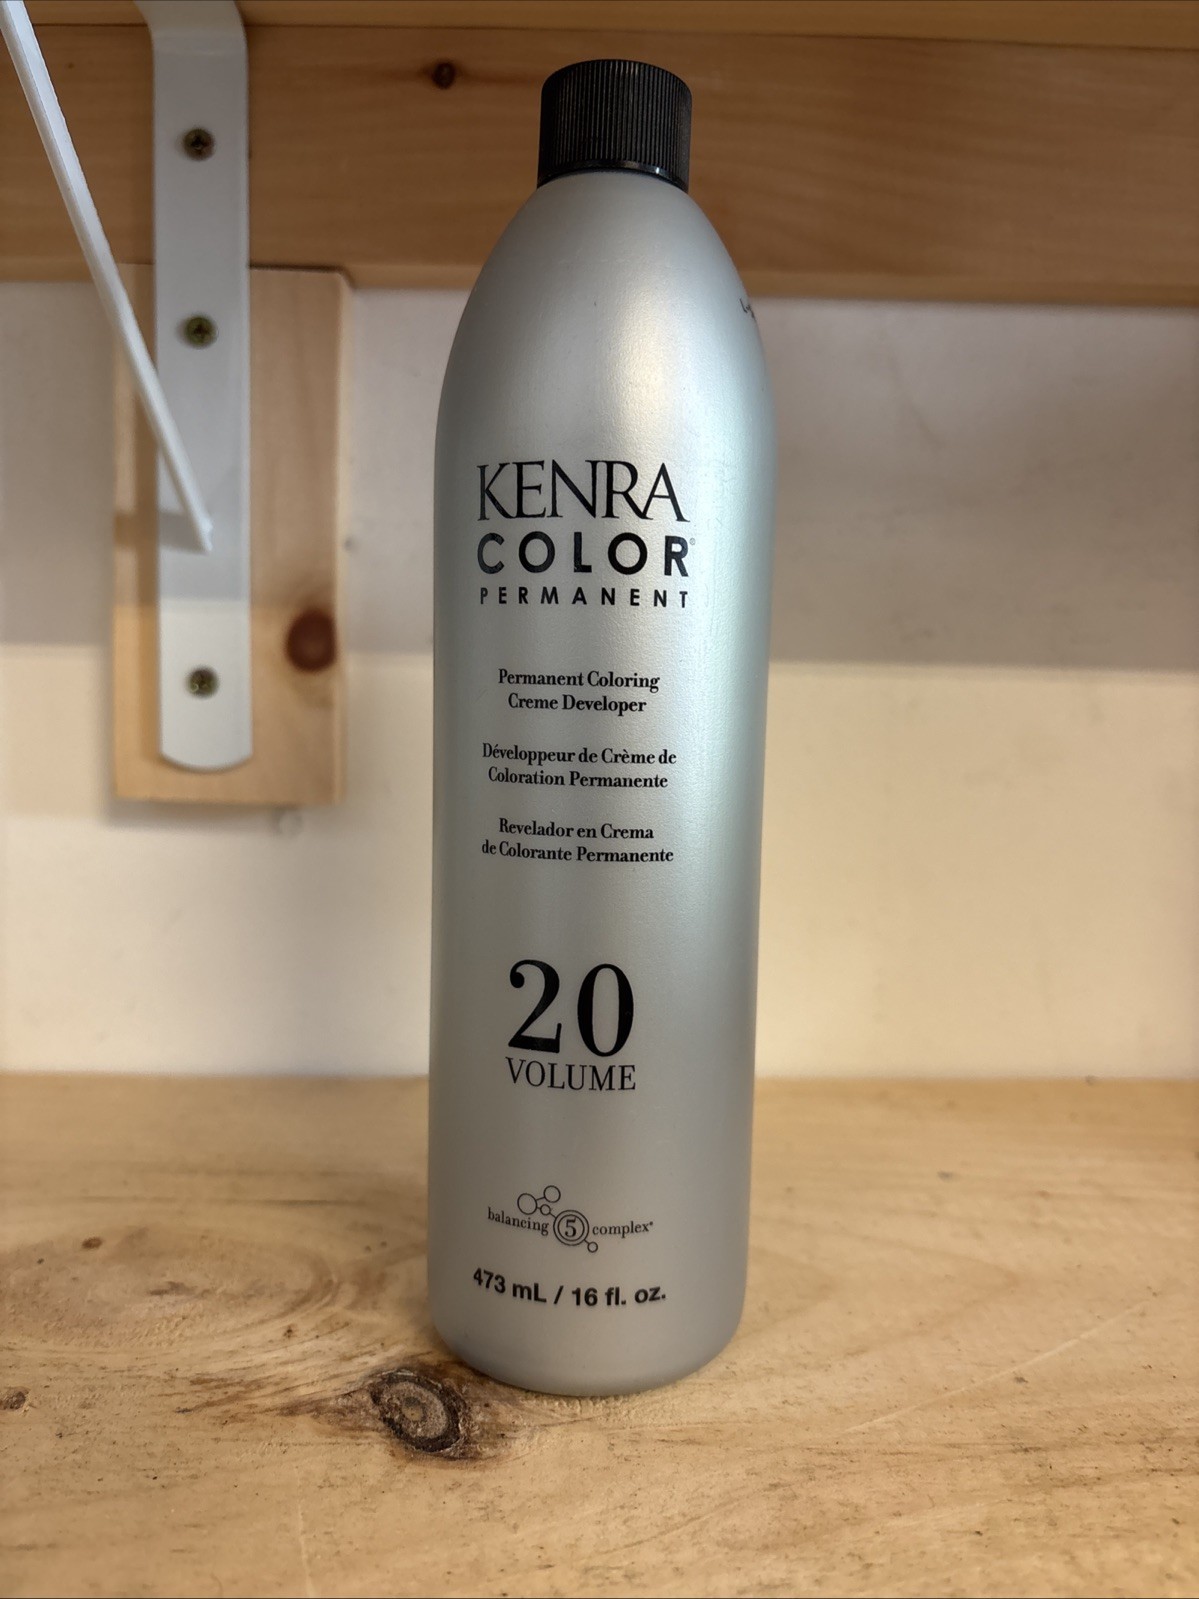 KENRA
COLOR®
PERMANENT
Permanent Coloring
Creme Developer
Développeur de Crème de
Coloration Permanente
Revelador en Crema
de Colorante Permanente
20
VOLUME
balancing 5 complex*
473 mL / 16 fl. oz.